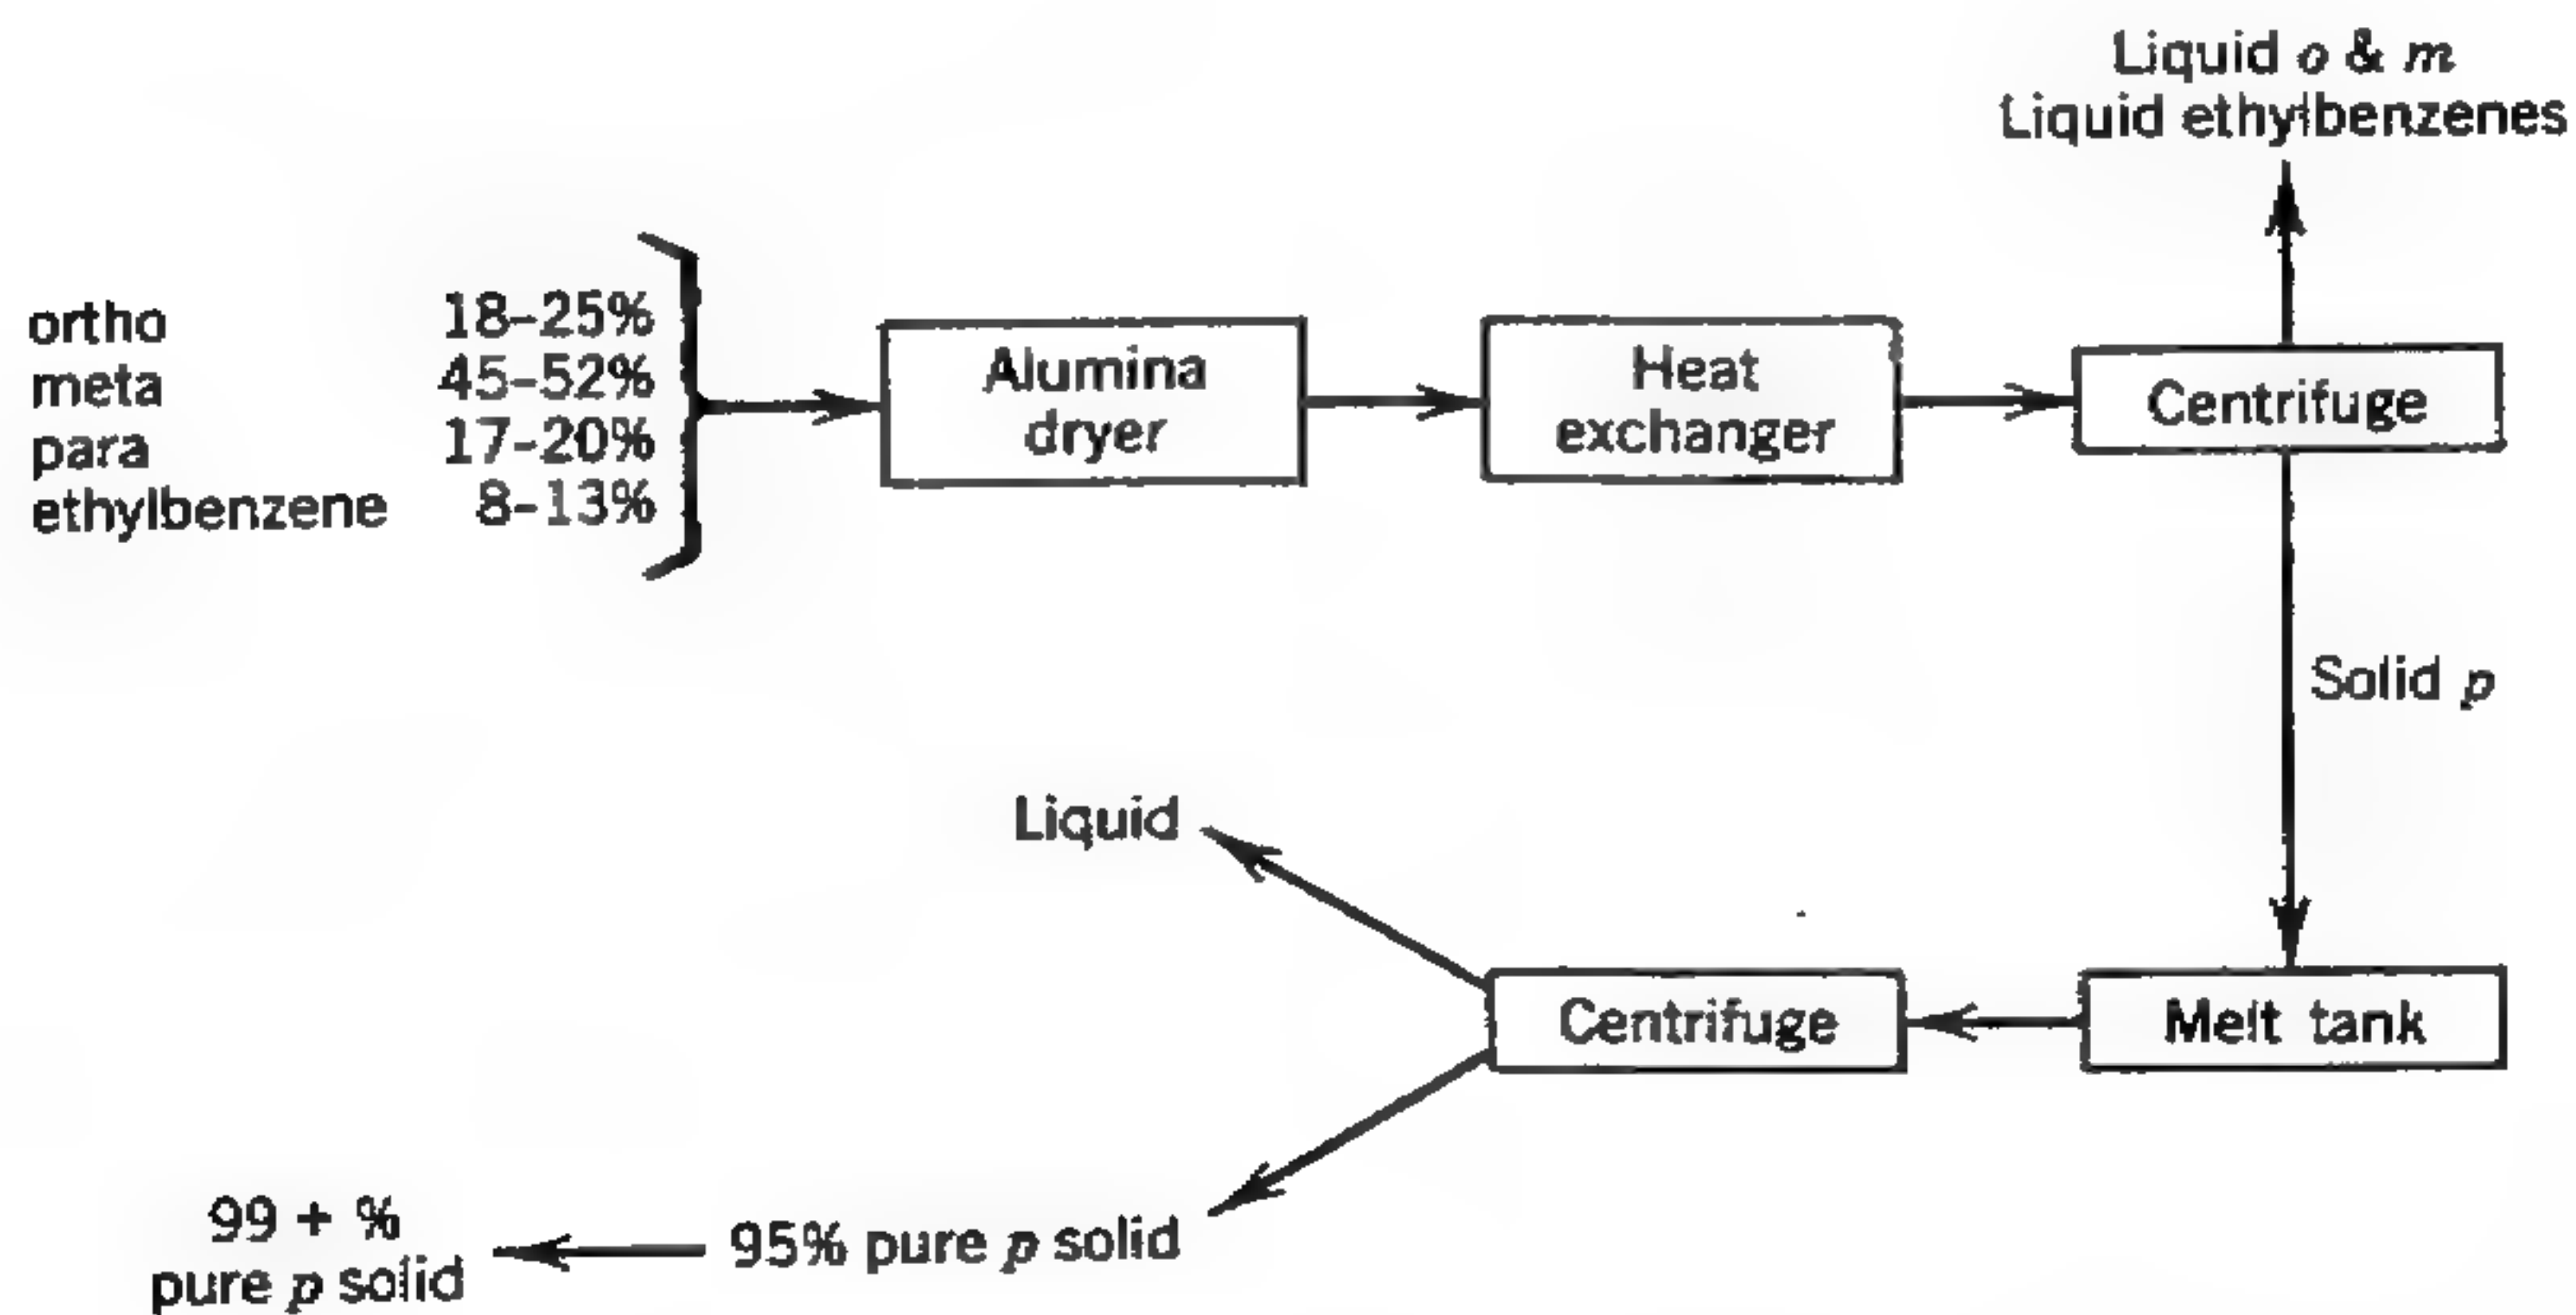 Liquid o & m
Liquid ethylbenzenes
ortho 18-25%
meta 45-52%
para 17-20%
ethylbenzene 8-13%
Alumina
dryer
Heat
exchanger
Centrifuge
Solid p
Melt tank
Centrifuge
Liquid
95% pure p solid
99 + %
pure p solid